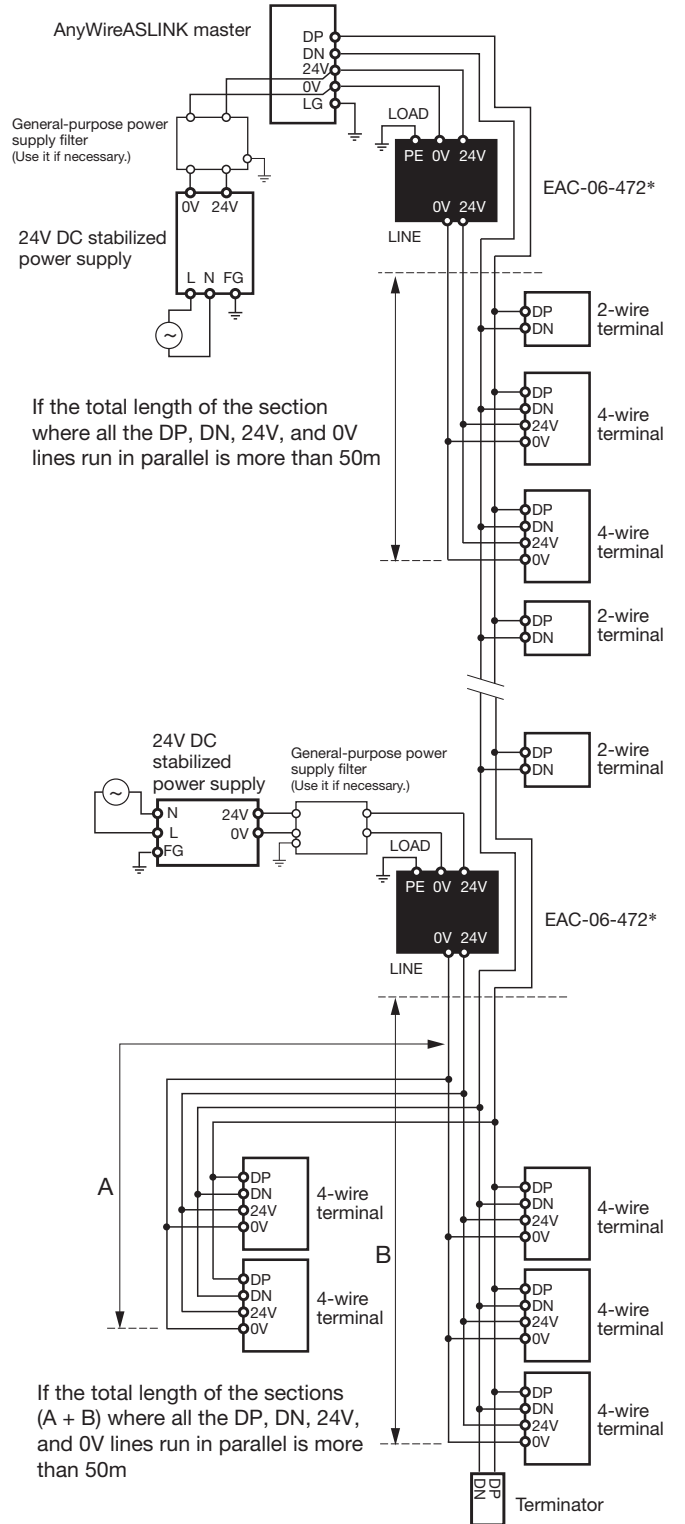 AnyWireASLINK master
DP
DN
24V
0V
LG
General-purpose power
supply filter
(Use it if necessary.)
0V 24V
24V DC stabilized
power supply
L N FG
~
LOAD
PE 0V 24V
0V 24V
LINE
EAC-06-472*
DP
DN
2-wire
terminal
If the total length of the section
where all the DP, DN, 24V, and 0V
lines run in parallel is more than 50m
DP
DN
24V
0V
4-wire
terminal
DP
DN
24V
0V
4-wire
terminal
DP
DN
2-wire
terminal
DP
DN
2-wire
terminal
24V DC
stabilized
power supply
~
N
L
FG
24V
0V
General-purpose power
supply filter
(Use it if necessary.)
LOAD
PE 0V 24V
0V 24V
LINE
EAC-06-472*
A
B
DP
DN
24V
0V
4-wire
terminal
DP
DN
24V
0V
4-wire
terminal
DP
DN
24V
0V
4-wire
terminal
DP
DN
24V
0V
4-wire
terminal
DP
DN
24V
0V
4-wire
terminal
If the total length of the sections
(A + B) where all the DP, DN, 24V,
and 0V lines run in parallel is more
than 50m
DN
DP
Terminator